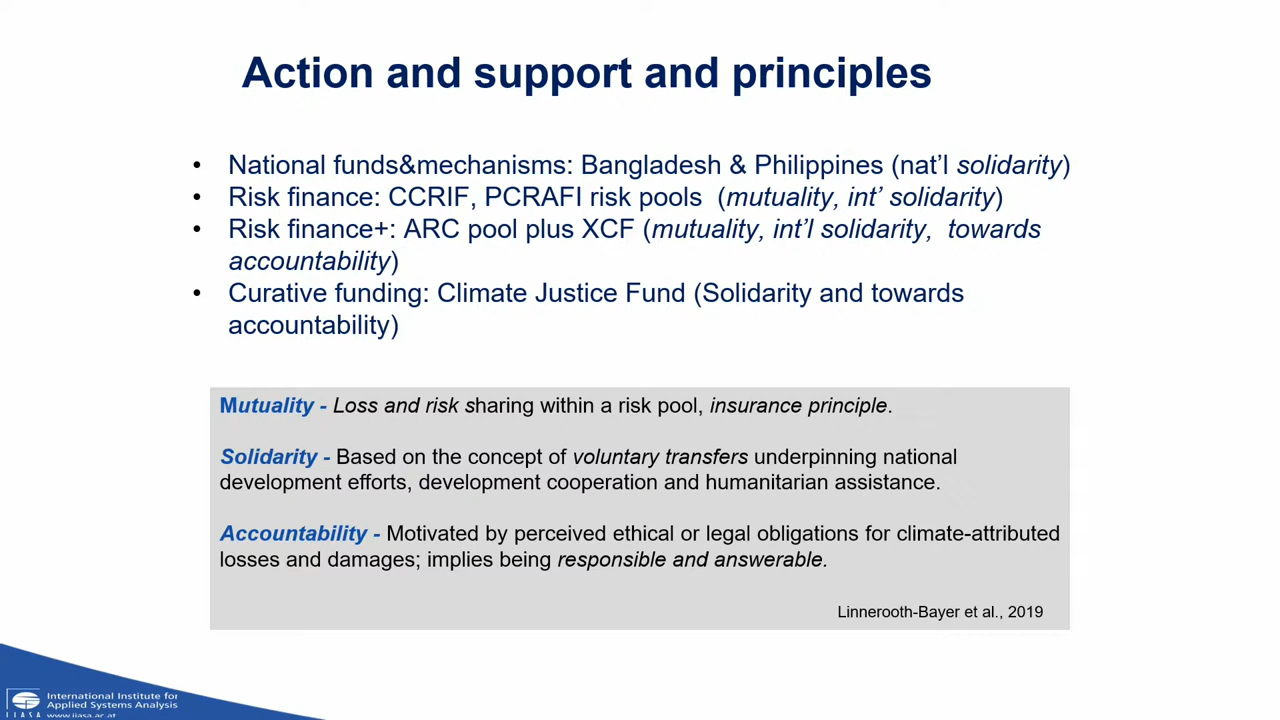 Action and support and principles
• National funds&mechanisms: Bangladesh & Philippines (nat’l solidarity)
• Risk finance: CCRIF, PCRAFI risk pools (mutuality, int’ solidarity)
• Risk finance+: ARC pool plus XCF (mutuality, int’l solidarity, towards
accountability)
• Curative funding: Climate Justice Fund (Solidarity and towards
accountability)
Mutuality - Loss and risk sharing within a risk pool, insurance principle.
Solidarity - Based on the concept of voluntary transfers underpinning national
development efforts, development cooperation and humanitarian assistance.
Accountability - Motivated by perceived ethical or legal obligations for climate-attributed
losses and damages; implies being responsible and answerable.
Linnerooth-Bayer et al., 2019
International Institute for
Applied Systems Analysis
IIASA www.iiasa.ac.at